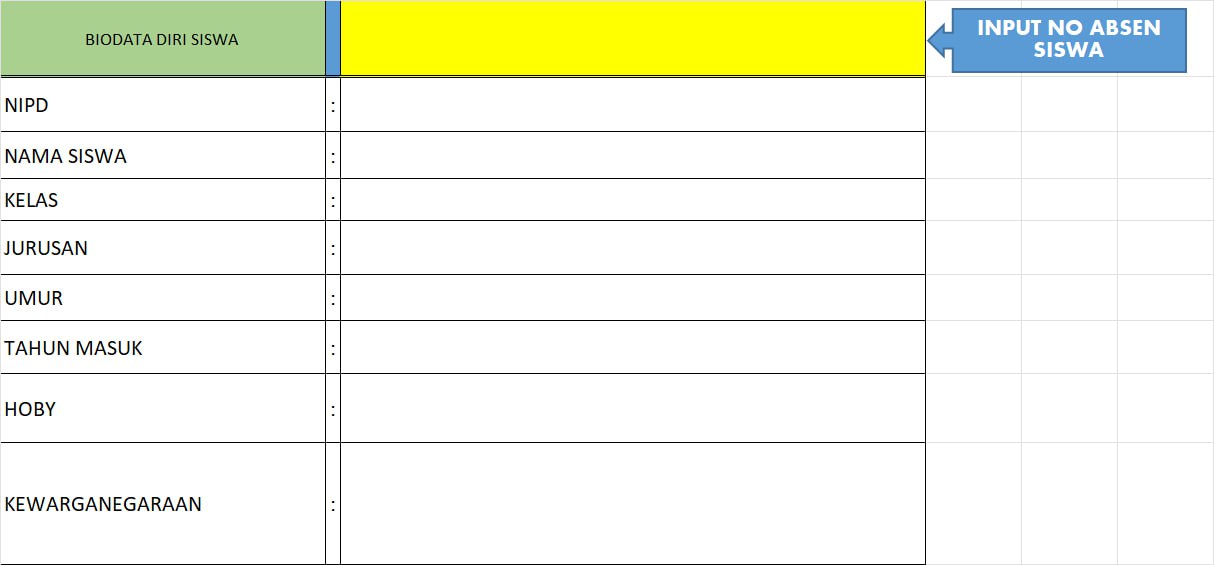 BIODATA DIRI SISWA
INPUT NO ABSEN
SISWA
NIPD :
NAMA SISWA :
KELAS :
JURUSAN :
UMUR :
TAHUN MASUK :
HOBY :
KEWARGANEGARAAN :